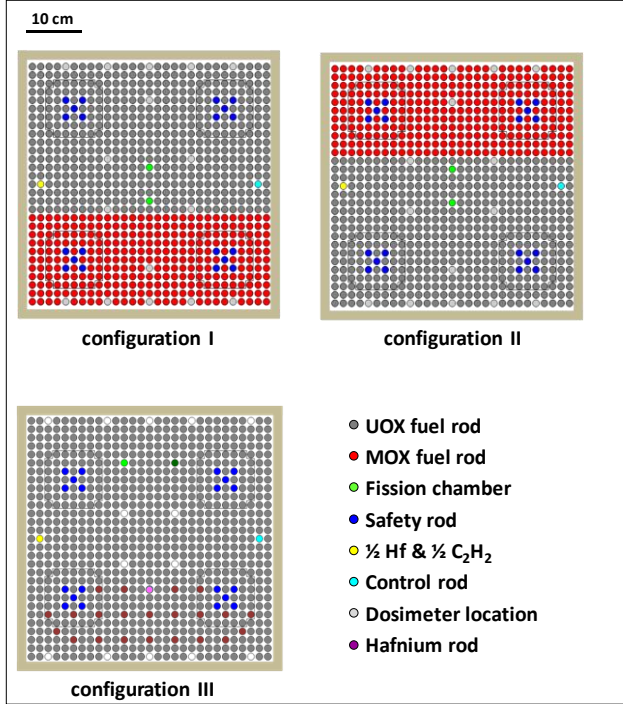 10 cm
configuration I
configuration II
UOX fuel rod
MOX fuel rod
Fission chamber
Safety rod
½ Hf & ½ C₂H₂
Control rod
Dosimeter location
Hafnium rod
configuration III